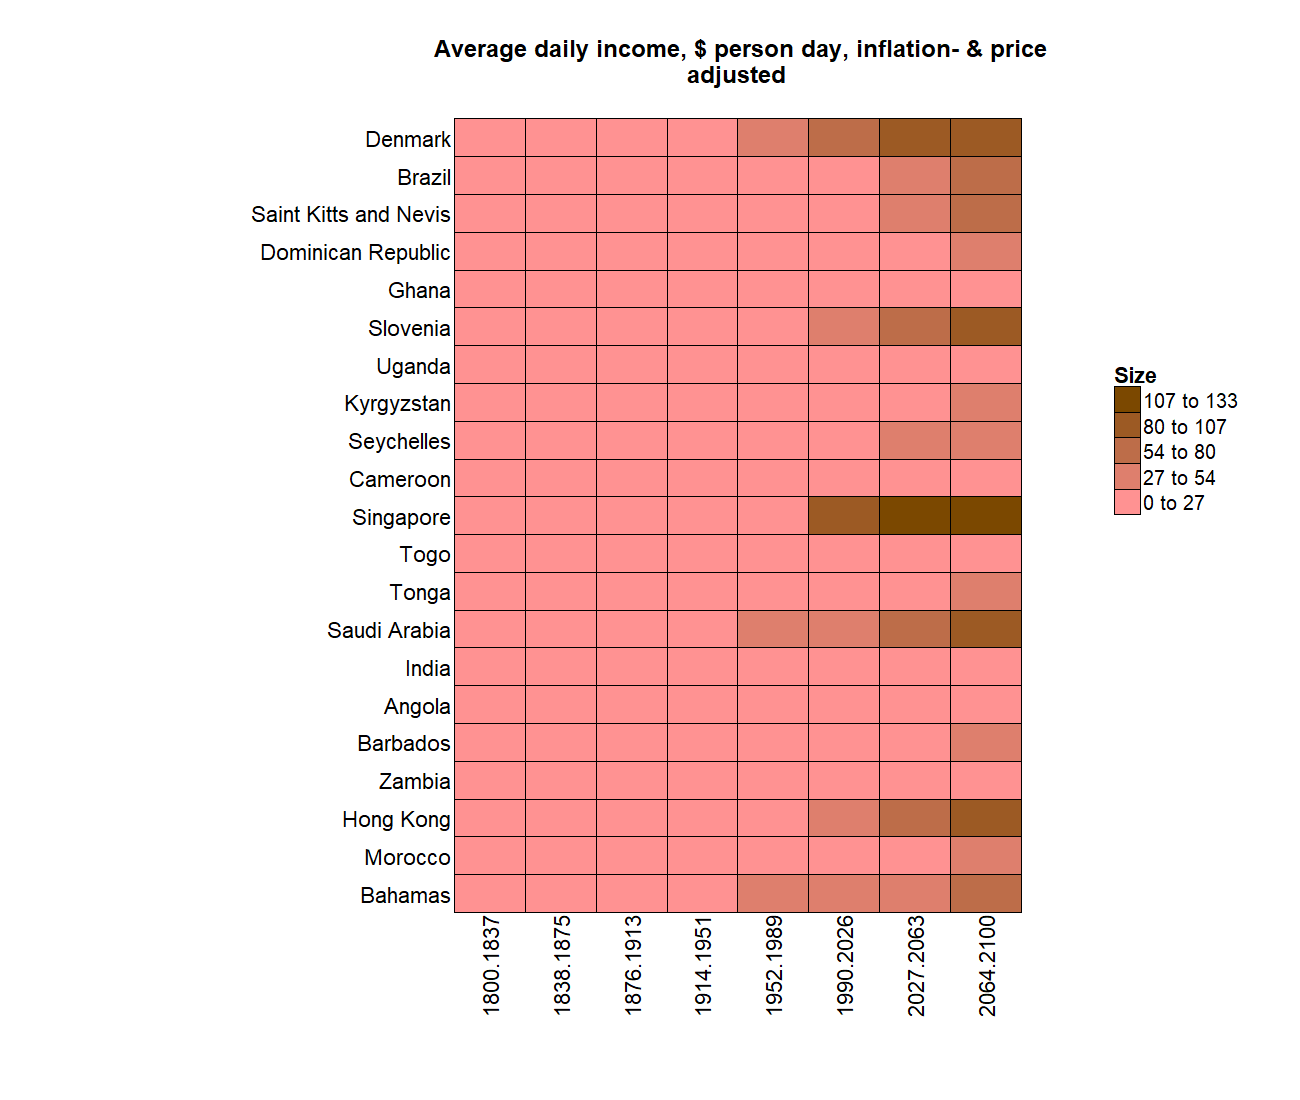 Average daily income, $ person day, inflation- & price
adjusted
Denmark
Brazil
Saint Kitts and Nevis
Dominican Republic
Ghana
Slovenia
Uganda
Kyrgyzstan
Seychelles
Cameroon
Singapore
Togo
Tonga
Saudi Arabia
India
Angola
Barbados
Zambia
Hong Kong
Morocco
Bahamas
1800.1837
1838.1875
1876.1913
1914.1951
1952.1989
1990.2026
2027.2063
2064.2100
Size
107 to 133
80 to 107
54 to 80
27 to 54
0 to 27